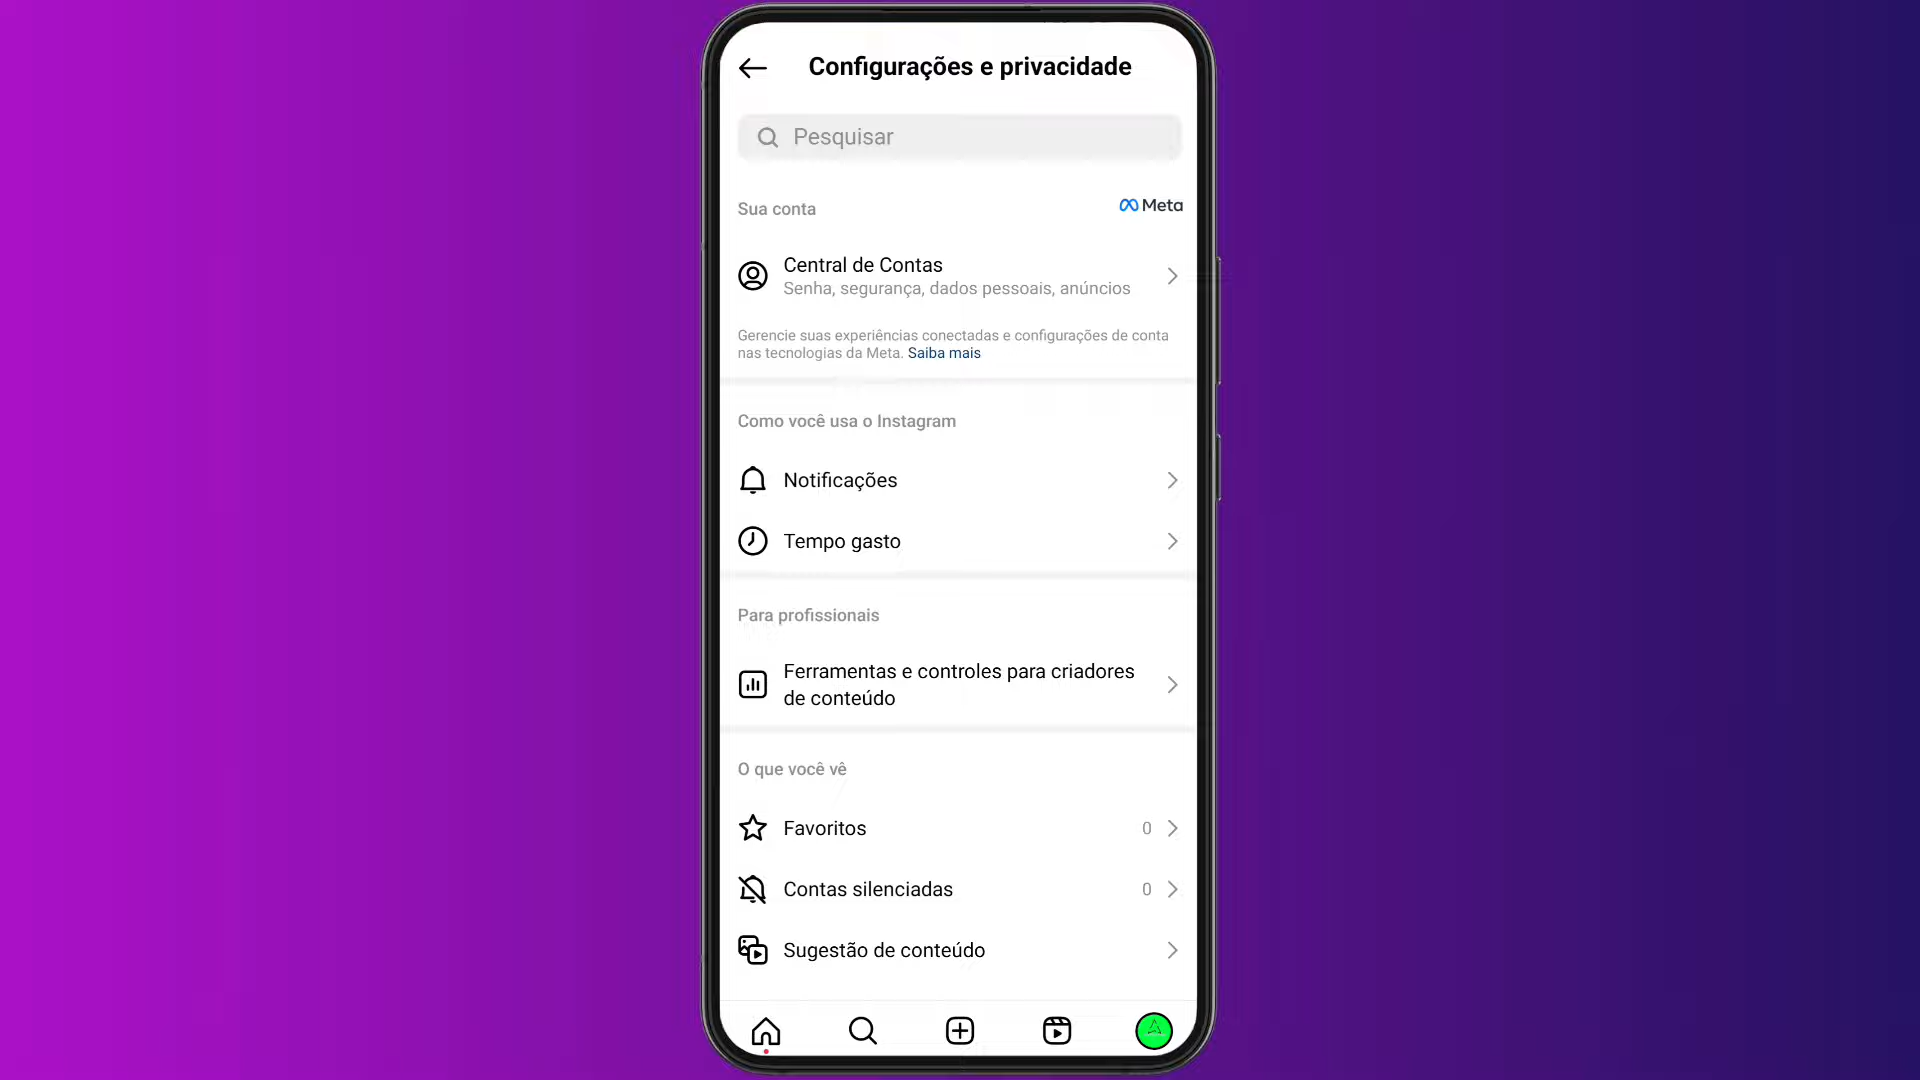 Configurações e privacidade
Pesquisar
Sua conta
Meta
Central de Contas
Senha, segurança, dados pessoais, anúncios
Gerencie suas experiências conectadas e configurações de conta
nas tecnologias da Meta. Saiba mais
Como você usa o Instagram
Notificações
Tempo gasto
Para profissionais
Ferramentas e controles para criadores
de conteúdo
O que você vê
Favoritos 0
Contas silenciadas 0
Sugestão de conteúdo